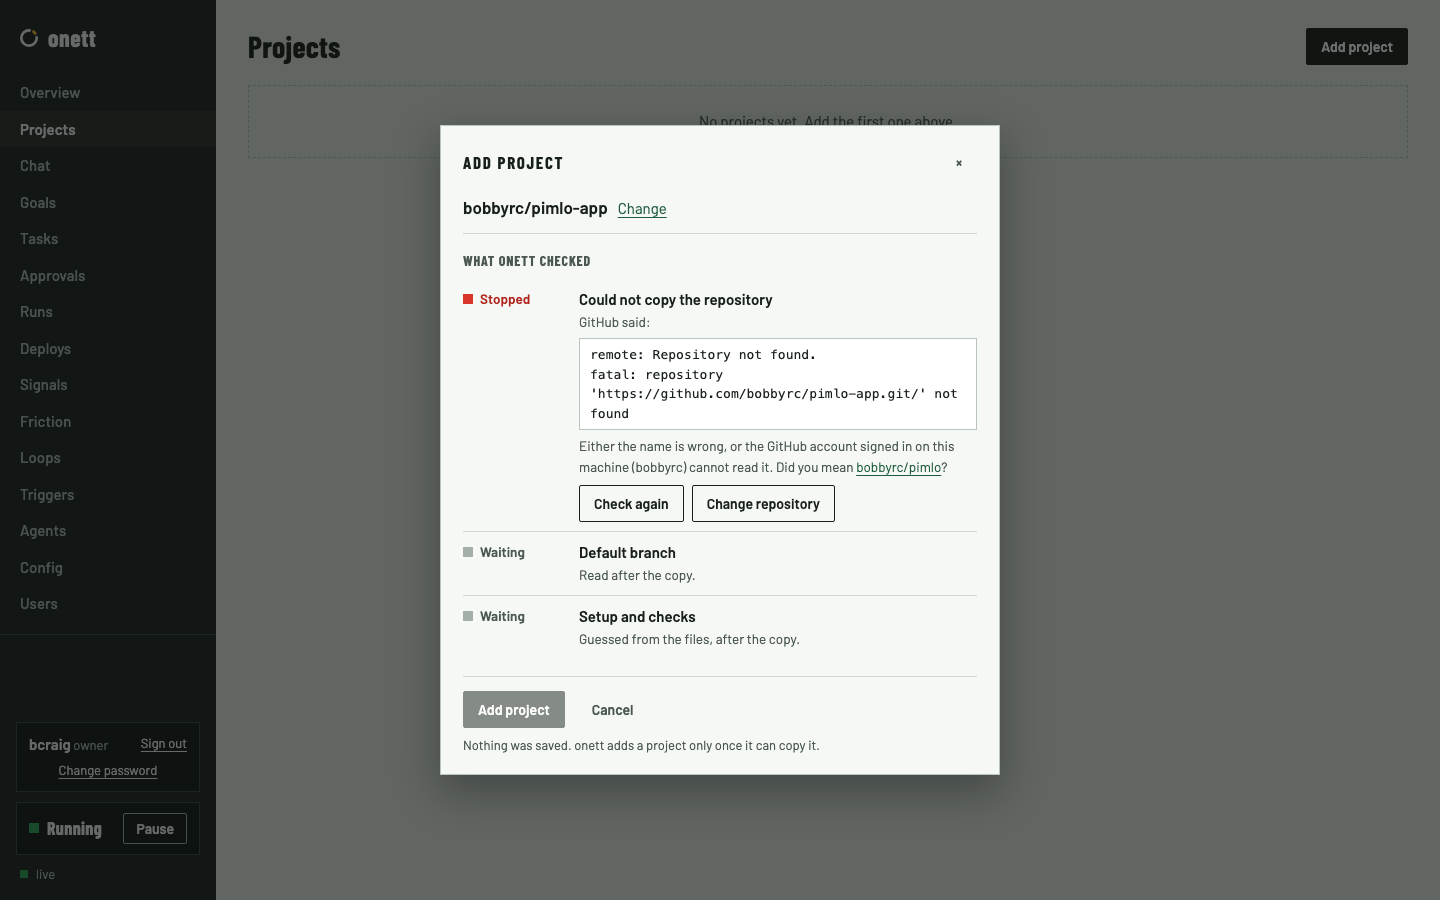 onett
Overview
Projects
Chat
Goals
Tasks
Approvals
Runs
Deploys
Signals
Friction
Loops
Triggers
Agents
Config
Users
bcraig owner
Sign out
Change password
Running
Pause
live
Projects
Add project
No projects yet. Add the first one above.
ADD PROJECT
×
bobbyrc/pimlo-app Change
WHAT ONETT CHECKED
Stopped
Could not copy the repository
GitHub said:
remote: Repository not found.
fatal: repository
'https://github.com/bobbyrc/pimlo-app.git/' not
found
Either the name is wrong, or the GitHub account signed in on this
machine (bobbyrc) cannot read it. Did you mean bobbyrc/pimlo?
Check again
Change repository
Waiting
Default branch
Read after the copy.
Waiting
Setup and checks
Guessed from the files, after the copy.
Add project
Cancel
Nothing was saved. onett adds a project only once it can copy it.